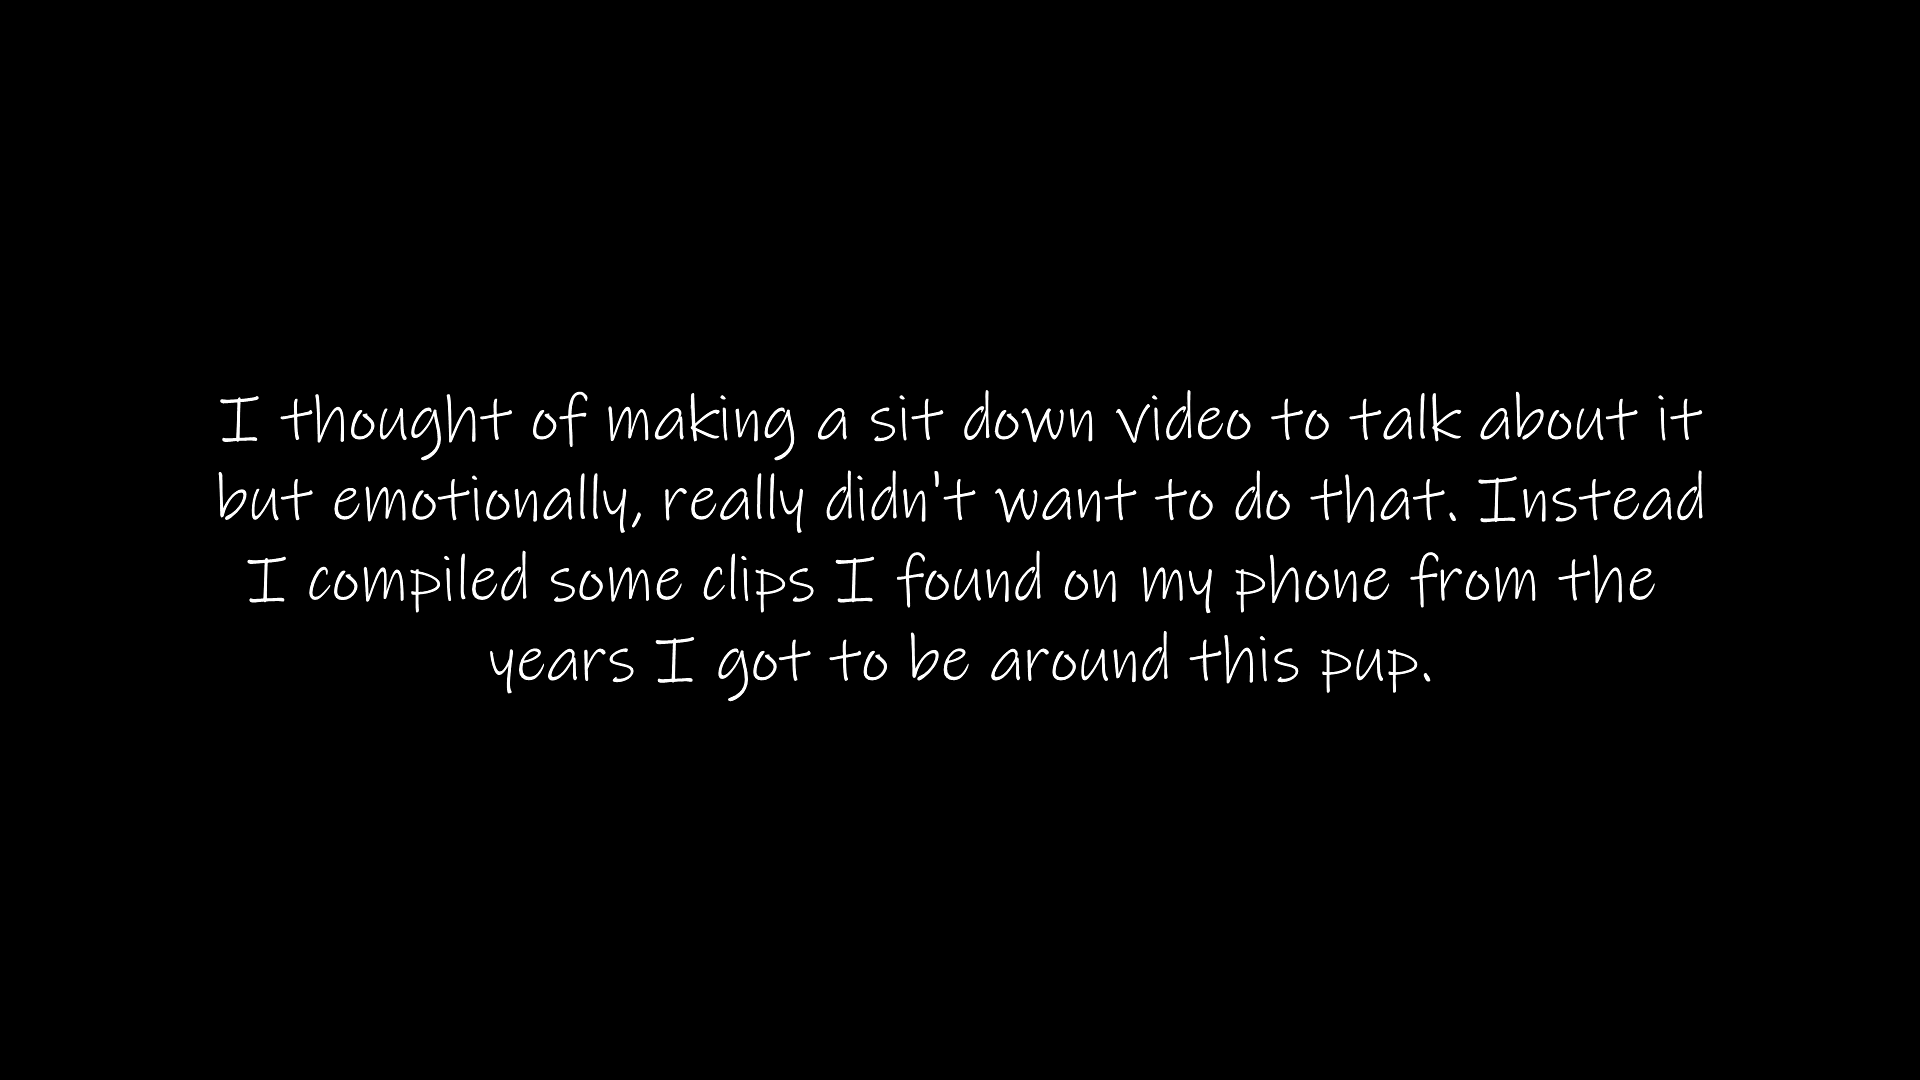 I thought of making a sit down video to talk about it
but emotionally, really didn't want to do that. Instead
I compiled some clips I found on my phone from the
years I got to be around this pup.